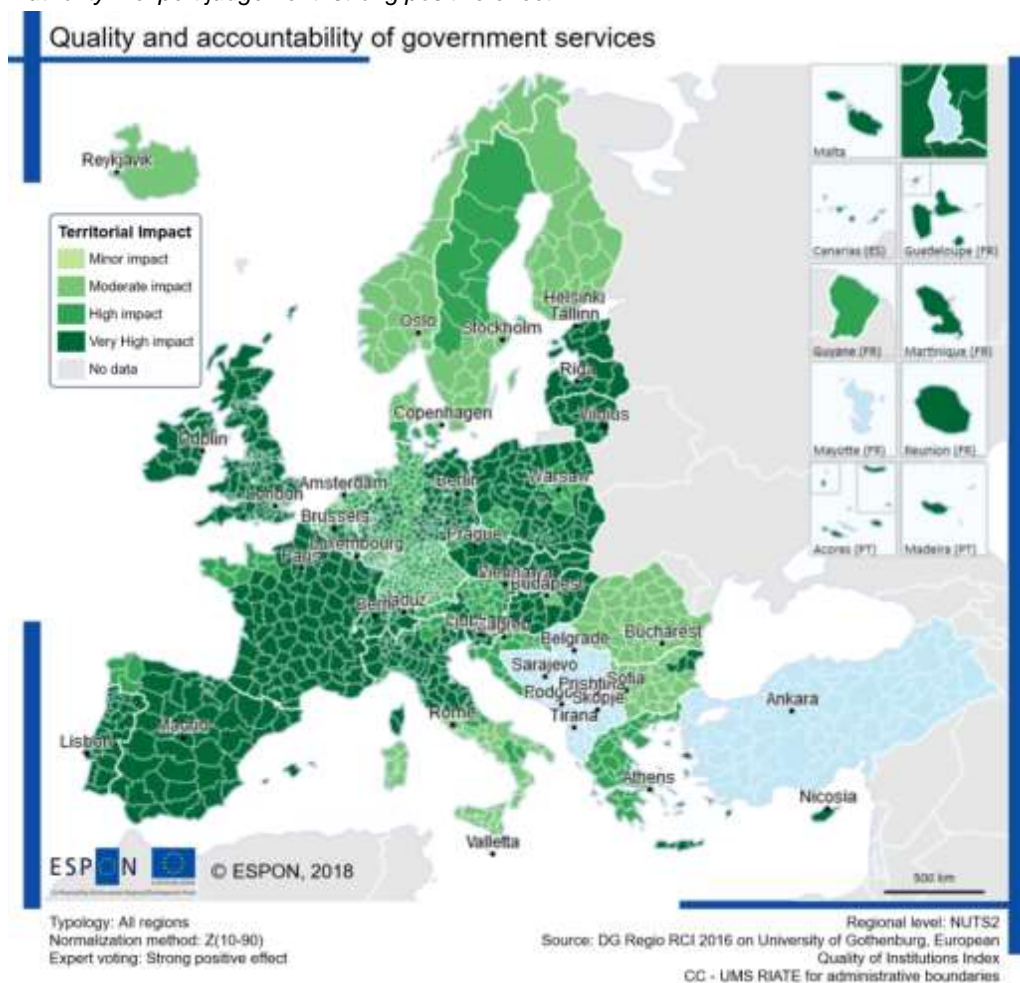 Quality and accountability of government services
Reykjavik
Territorial Impact
Minor impact
Moderate impact
High impact
Very High impact
No data
Malta
Canarias (ES)
Guadeloupe (FR)
Guyane (FR)
Martinique (FR)
Mayotte (FR)
Reunion (FR)
Acores (PT)
Madeira (PT)
Helsinki
Tallinn
Oslo
Stockholm
Riga
Vilnius
Copenhagen
Dublin
Amsterdam
Berlin
Warsaw
London
Brussels
Prague
Luxembourg
Paris
Budapest
Vaduz
Belgrade
Bucharest
Sarajevo
Prishtina
Sofia
Skopje
Tirana
Rome
Ankara
Lisbon
Madrid
Athens
Nicosia
Valletta
ESPON
© ESPON, 2018
500 km
Typology: All regions
Normalization method: Z(10-90)
Expert voting: Strong positive effect
Regional level: NUTS2
Source: DG Regio RCI 2016 on University of Gothenburg, European
Quality of Institutions Index
CC - UMS RIATE for administrative boundaries